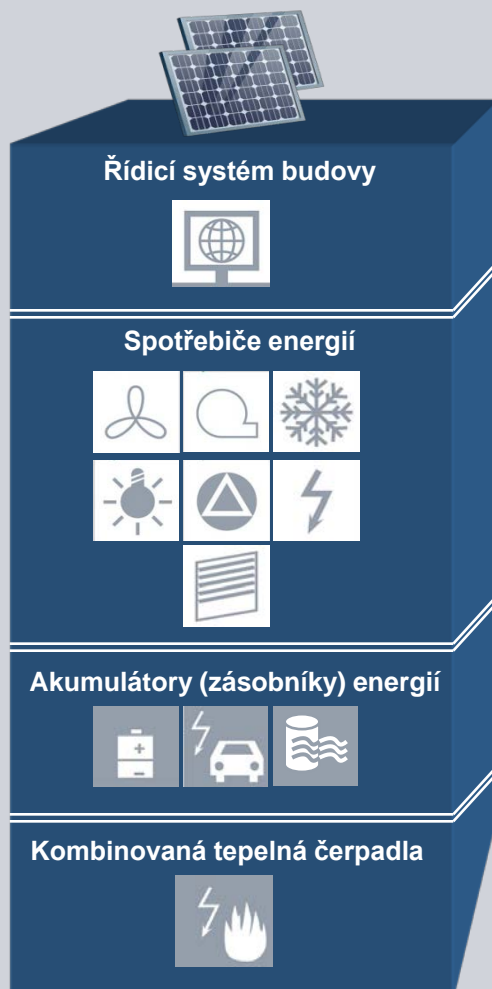 Řídicí systém budovy
Spotřebiče energií
Akumulátory (zásobníky) energií
Kombinovaná tepelná čerpadla